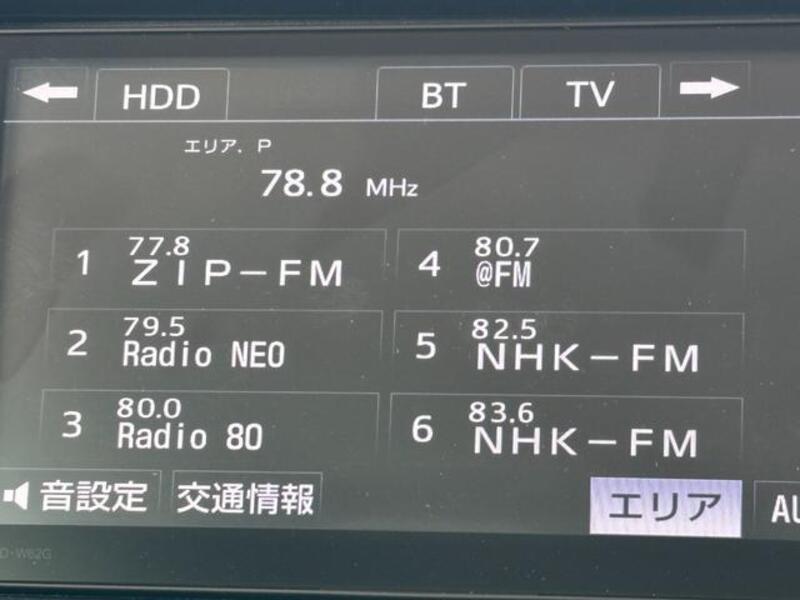 HDD BT TV
エリア. P
78.8 MHz
1 77.8 ZIP-FM
4 80.7 @FM
2 79.5 Radio NEO
5 82.5 NHK-FM
3 80.0 Radio 80
6 83.6 NHK-FM
音設定 交通情報 エリア AU
D-W62G